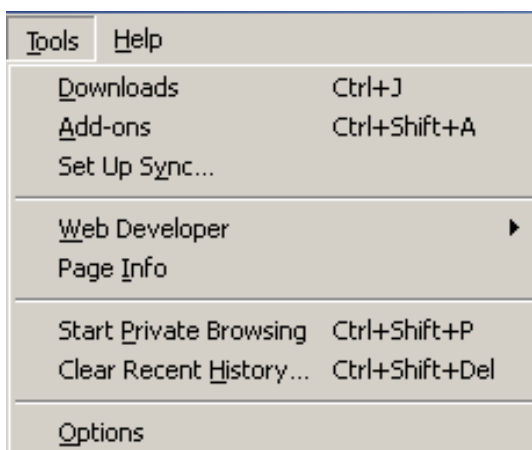 Tools Help
Downloads Ctrl+J
Add-ons Ctrl+Shift+A
Set Up Sync...
Web Developer
Page Info
Start Private Browsing Ctrl+Shift+P
Clear Recent History... Ctrl+Shift+Del
Options